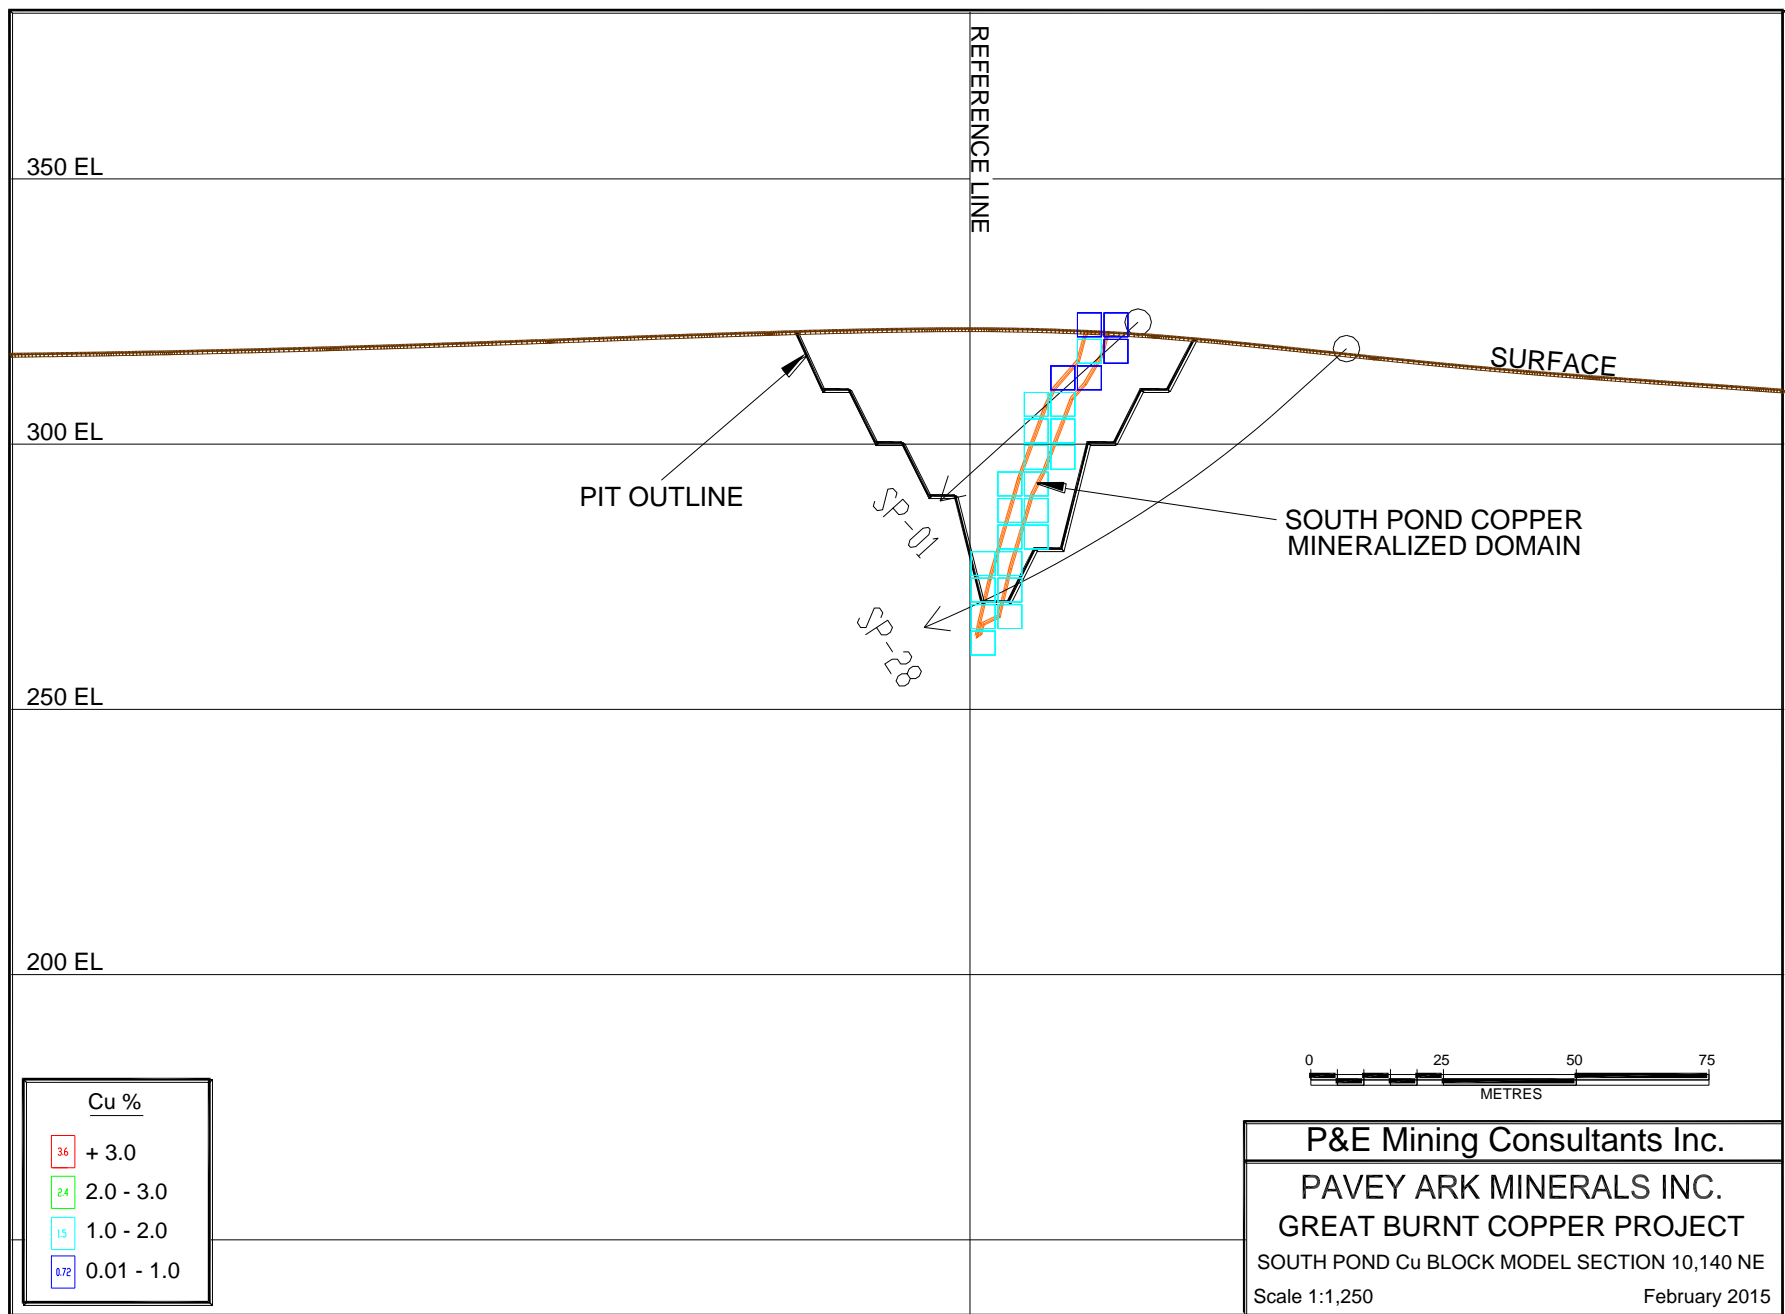 REFERENCE LINE
350 EL
SURFACE
300 EL
PIT OUTLINE
SP-01
SOUTH POND COPPER
MINERALIZED DOMAIN
SP-28
250 EL
200 EL
0 25 50 75
METRES
Cu %
3.6 + 3.0
2.4 2.0 - 3.0
1.5 1.0 - 2.0
0.72 0.01 - 1.0
P&E Mining Consultants Inc.
PAVEY ARK MINERALS INC.
GREAT BURNT COPPER PROJECT
SOUTH POND Cu BLOCK MODEL SECTION 10,140 NE
Scale 1:1,250 February 2015